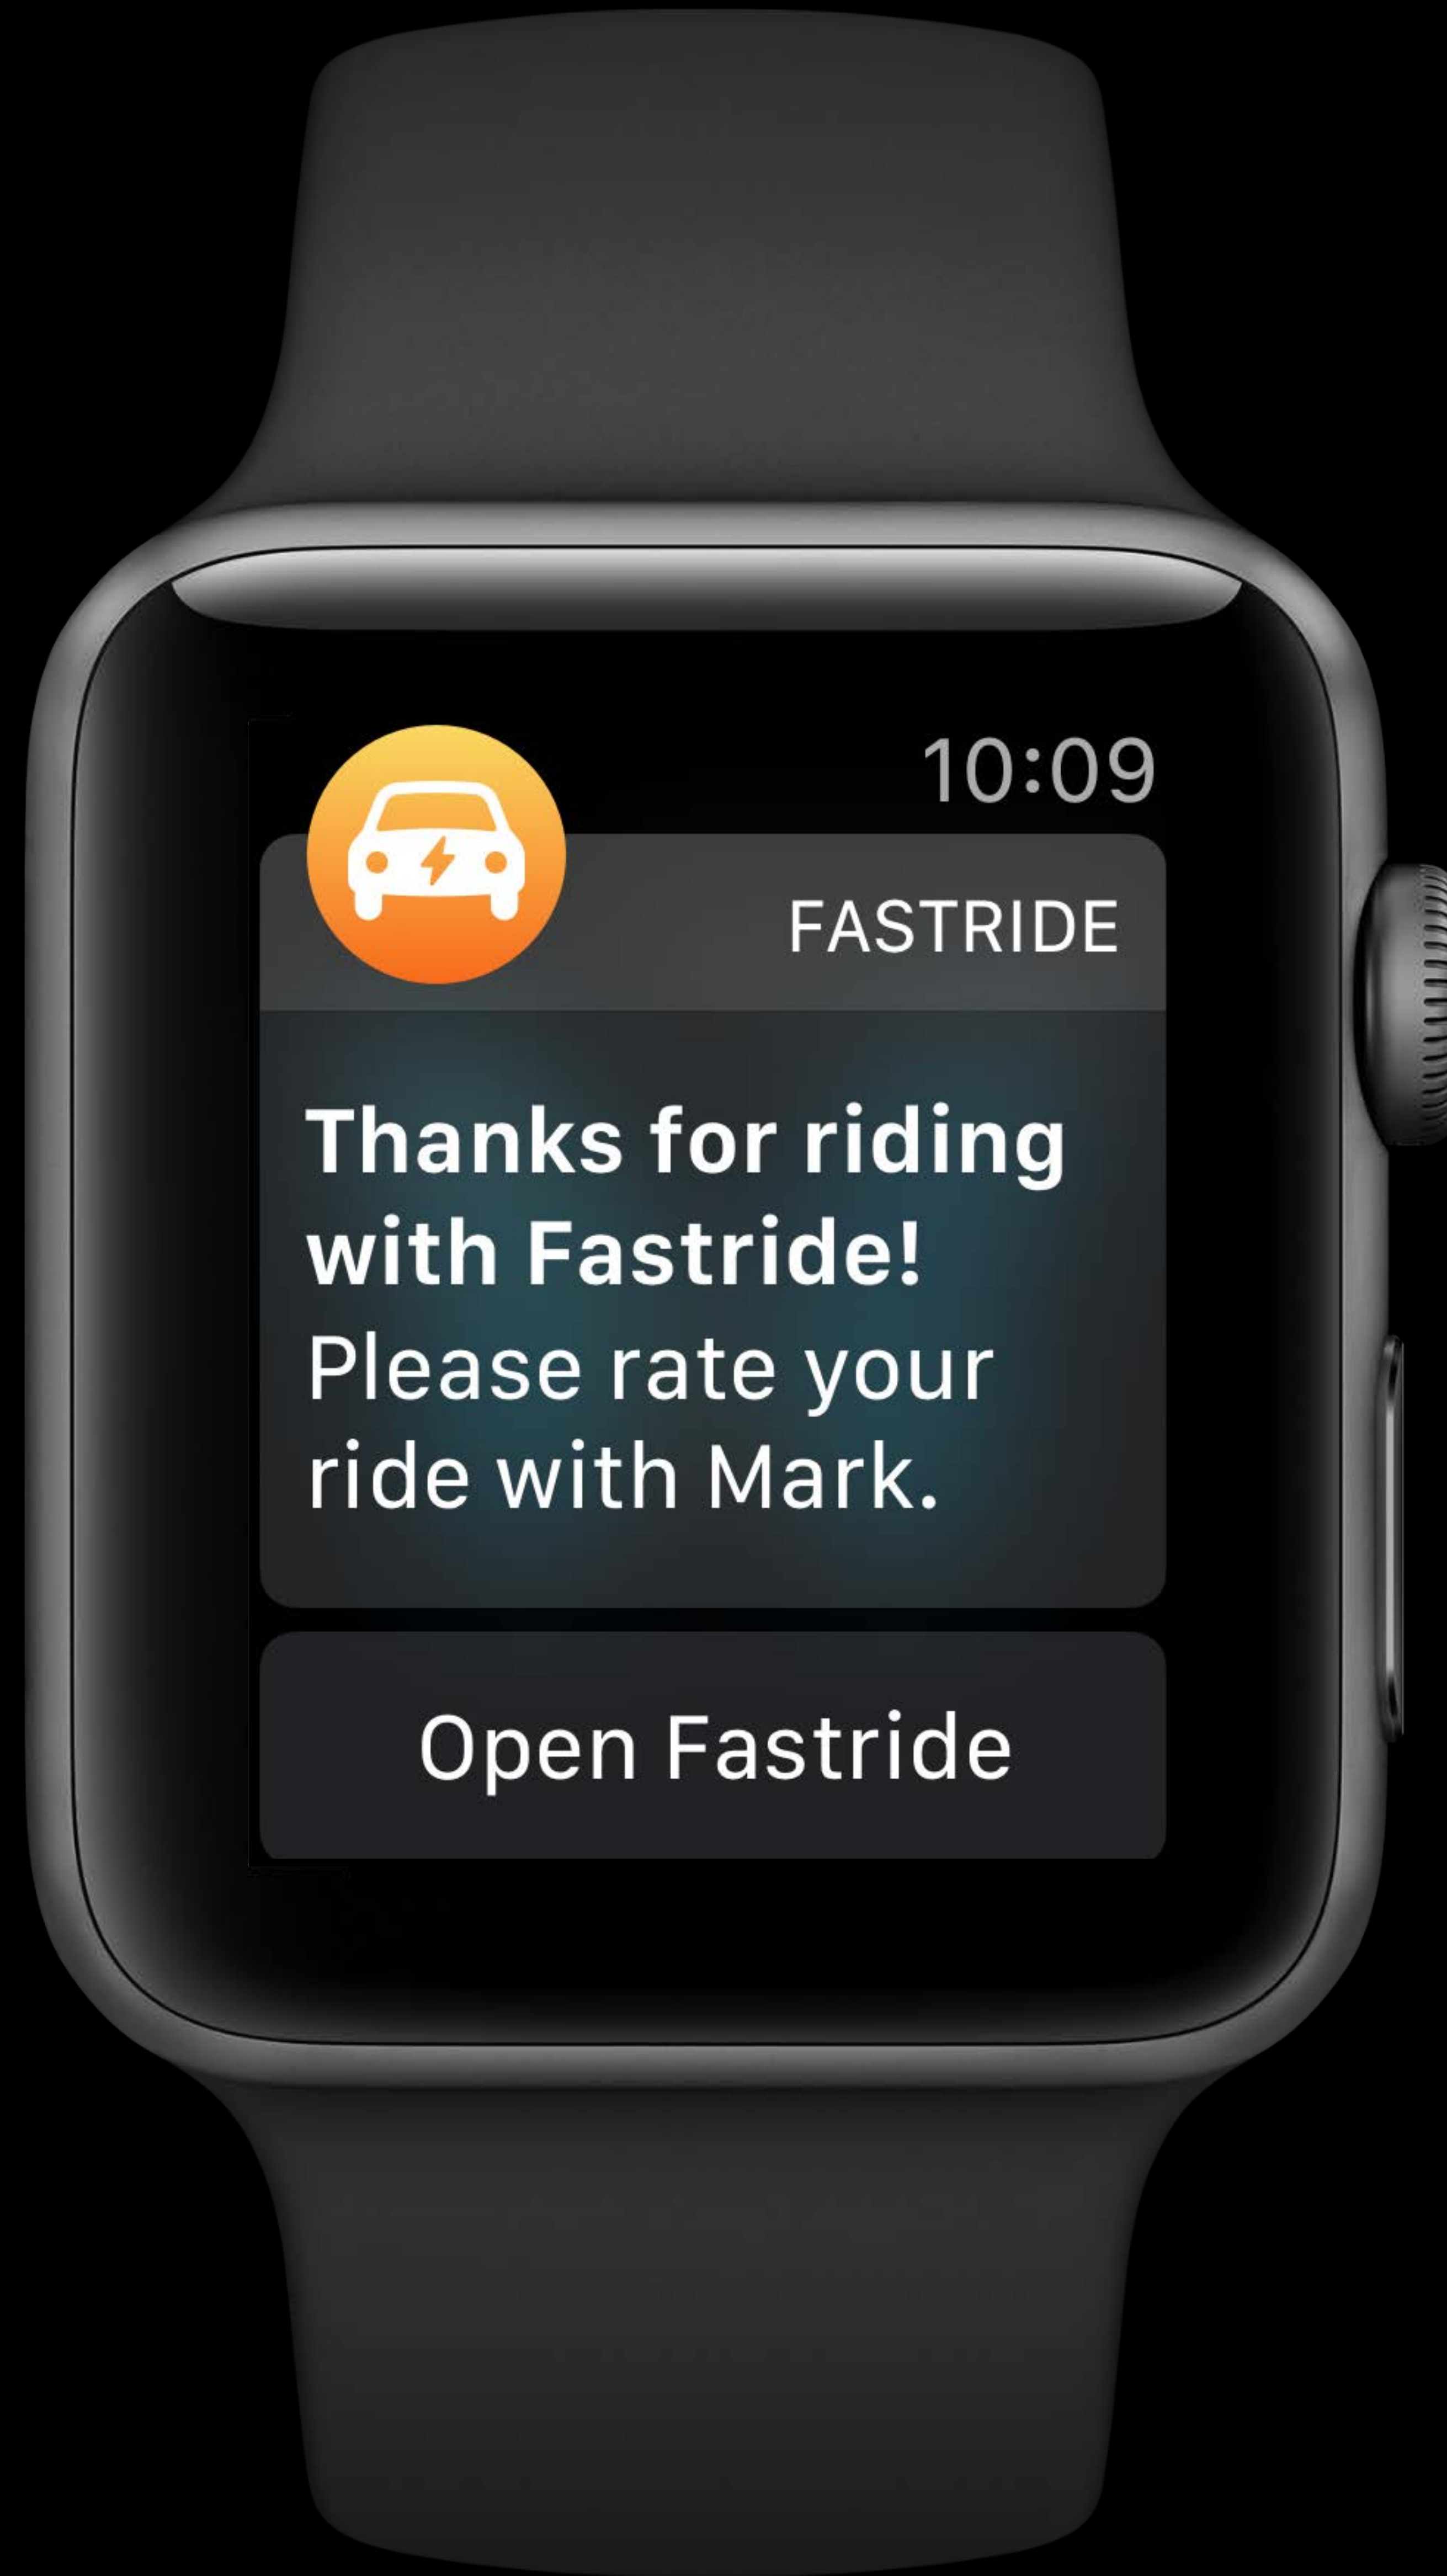 10:09
FASTRIDE
Thanks for riding
with Fastride!
Please rate your
ride with Mark.
Open Fastride